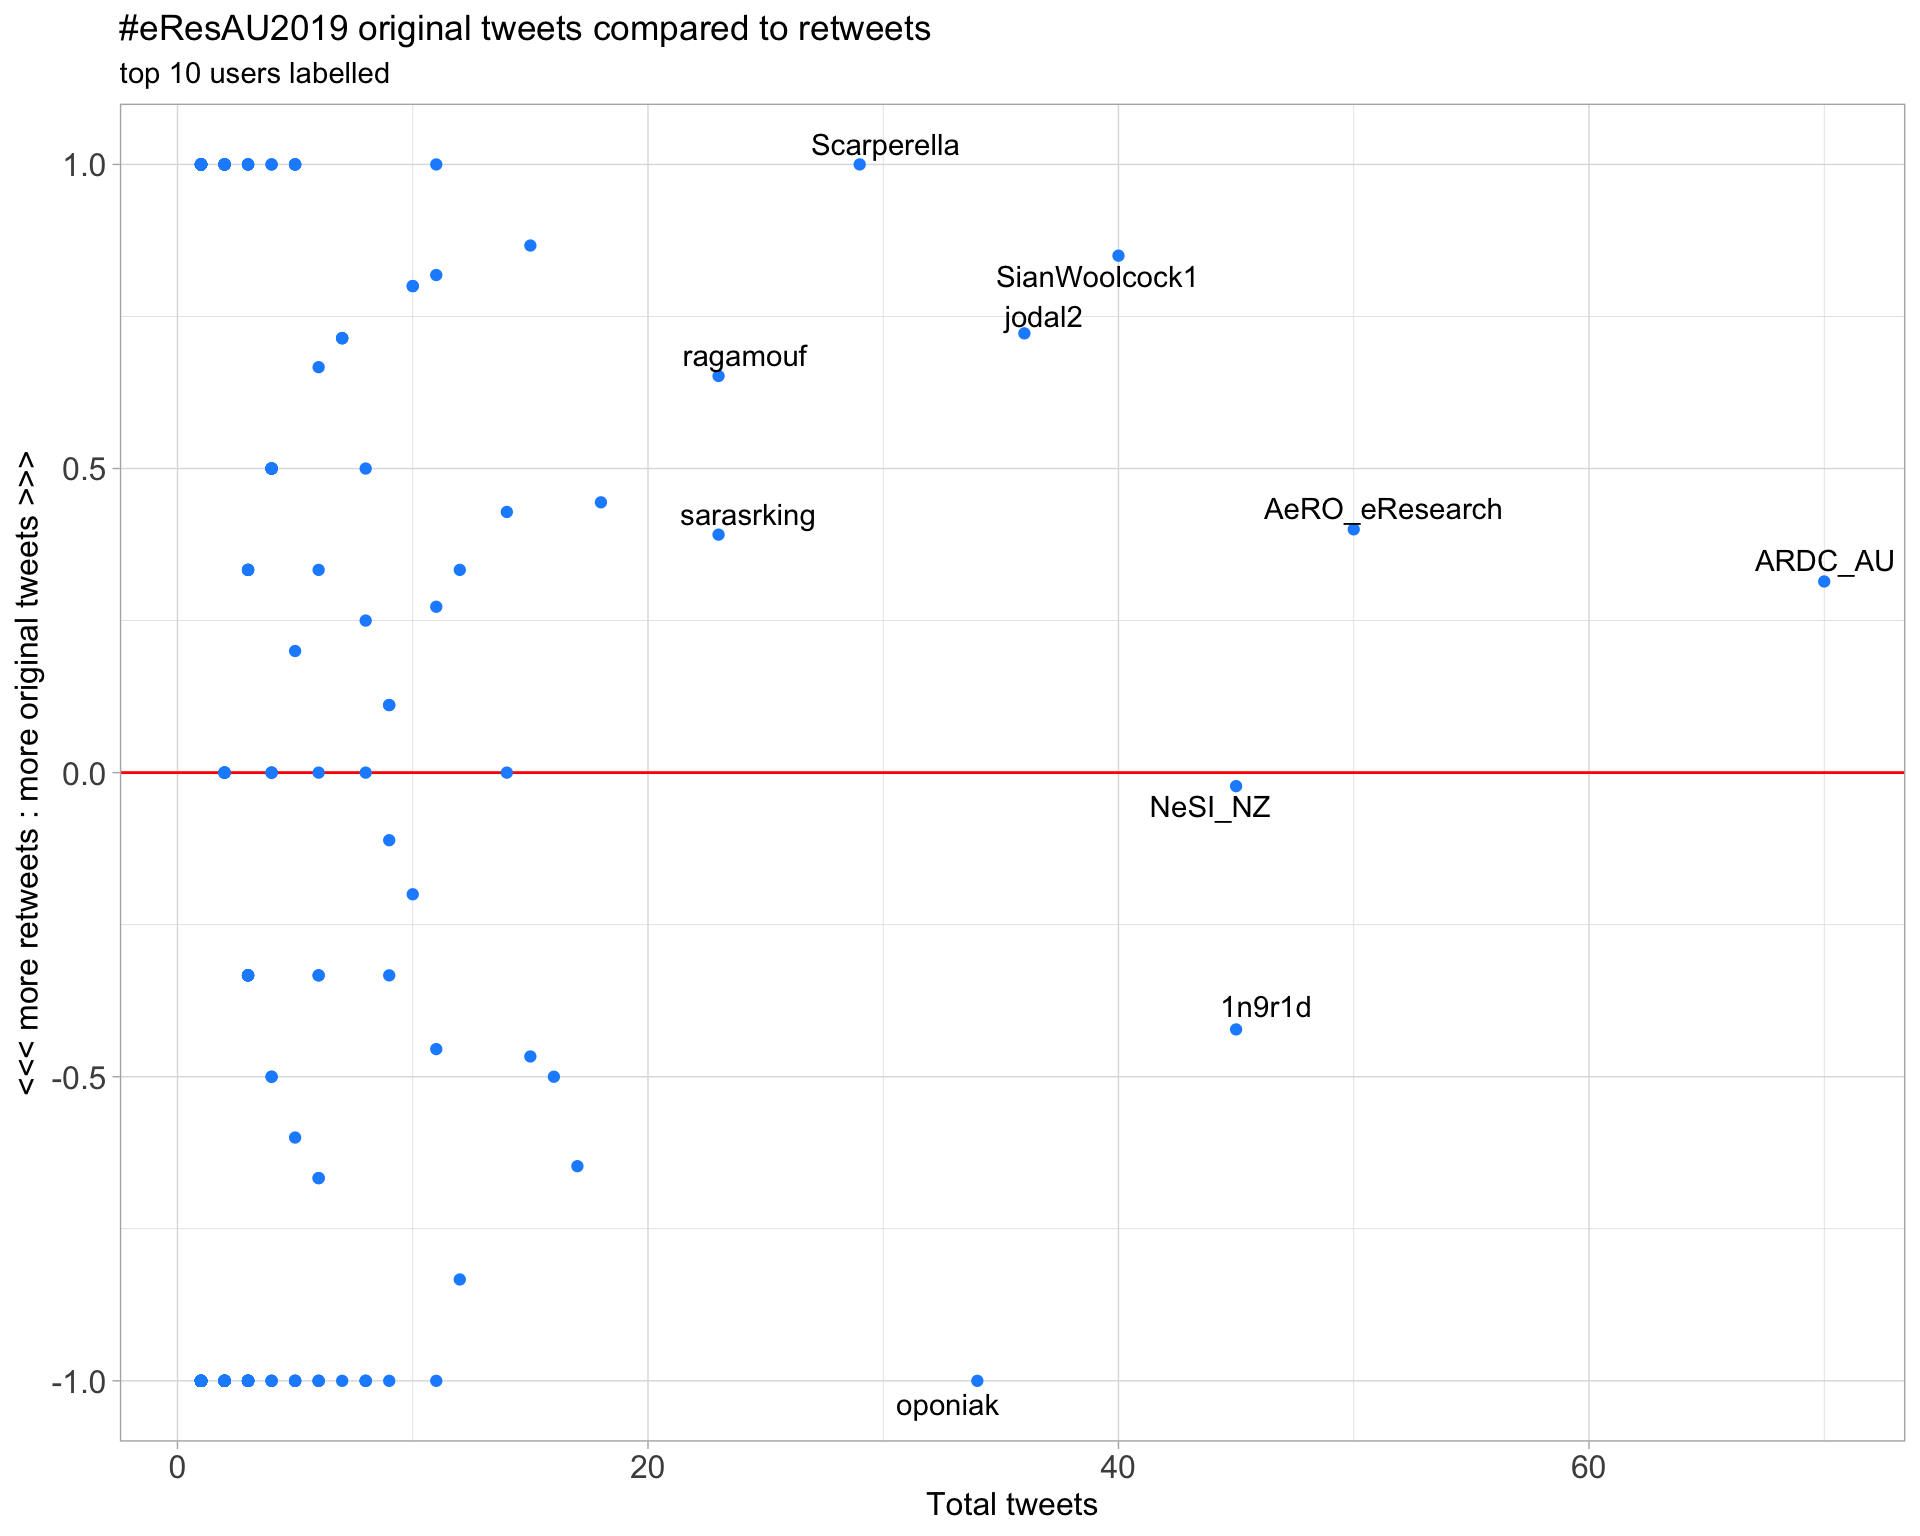 #eResAU2019 original tweets compared to retweets
top 10 users labelled
<<< more retweets : more original tweets >>>
1.0
0.5
0.0
-0.5
-1.0
Scarperella
SianWoolcock1
jodal2
ragamouf
sarasrking
AeRO_eResearch
ARDC_AU
NeSI_NZ
1n9r1d
oponiak
0 20 40 60
Total tweets